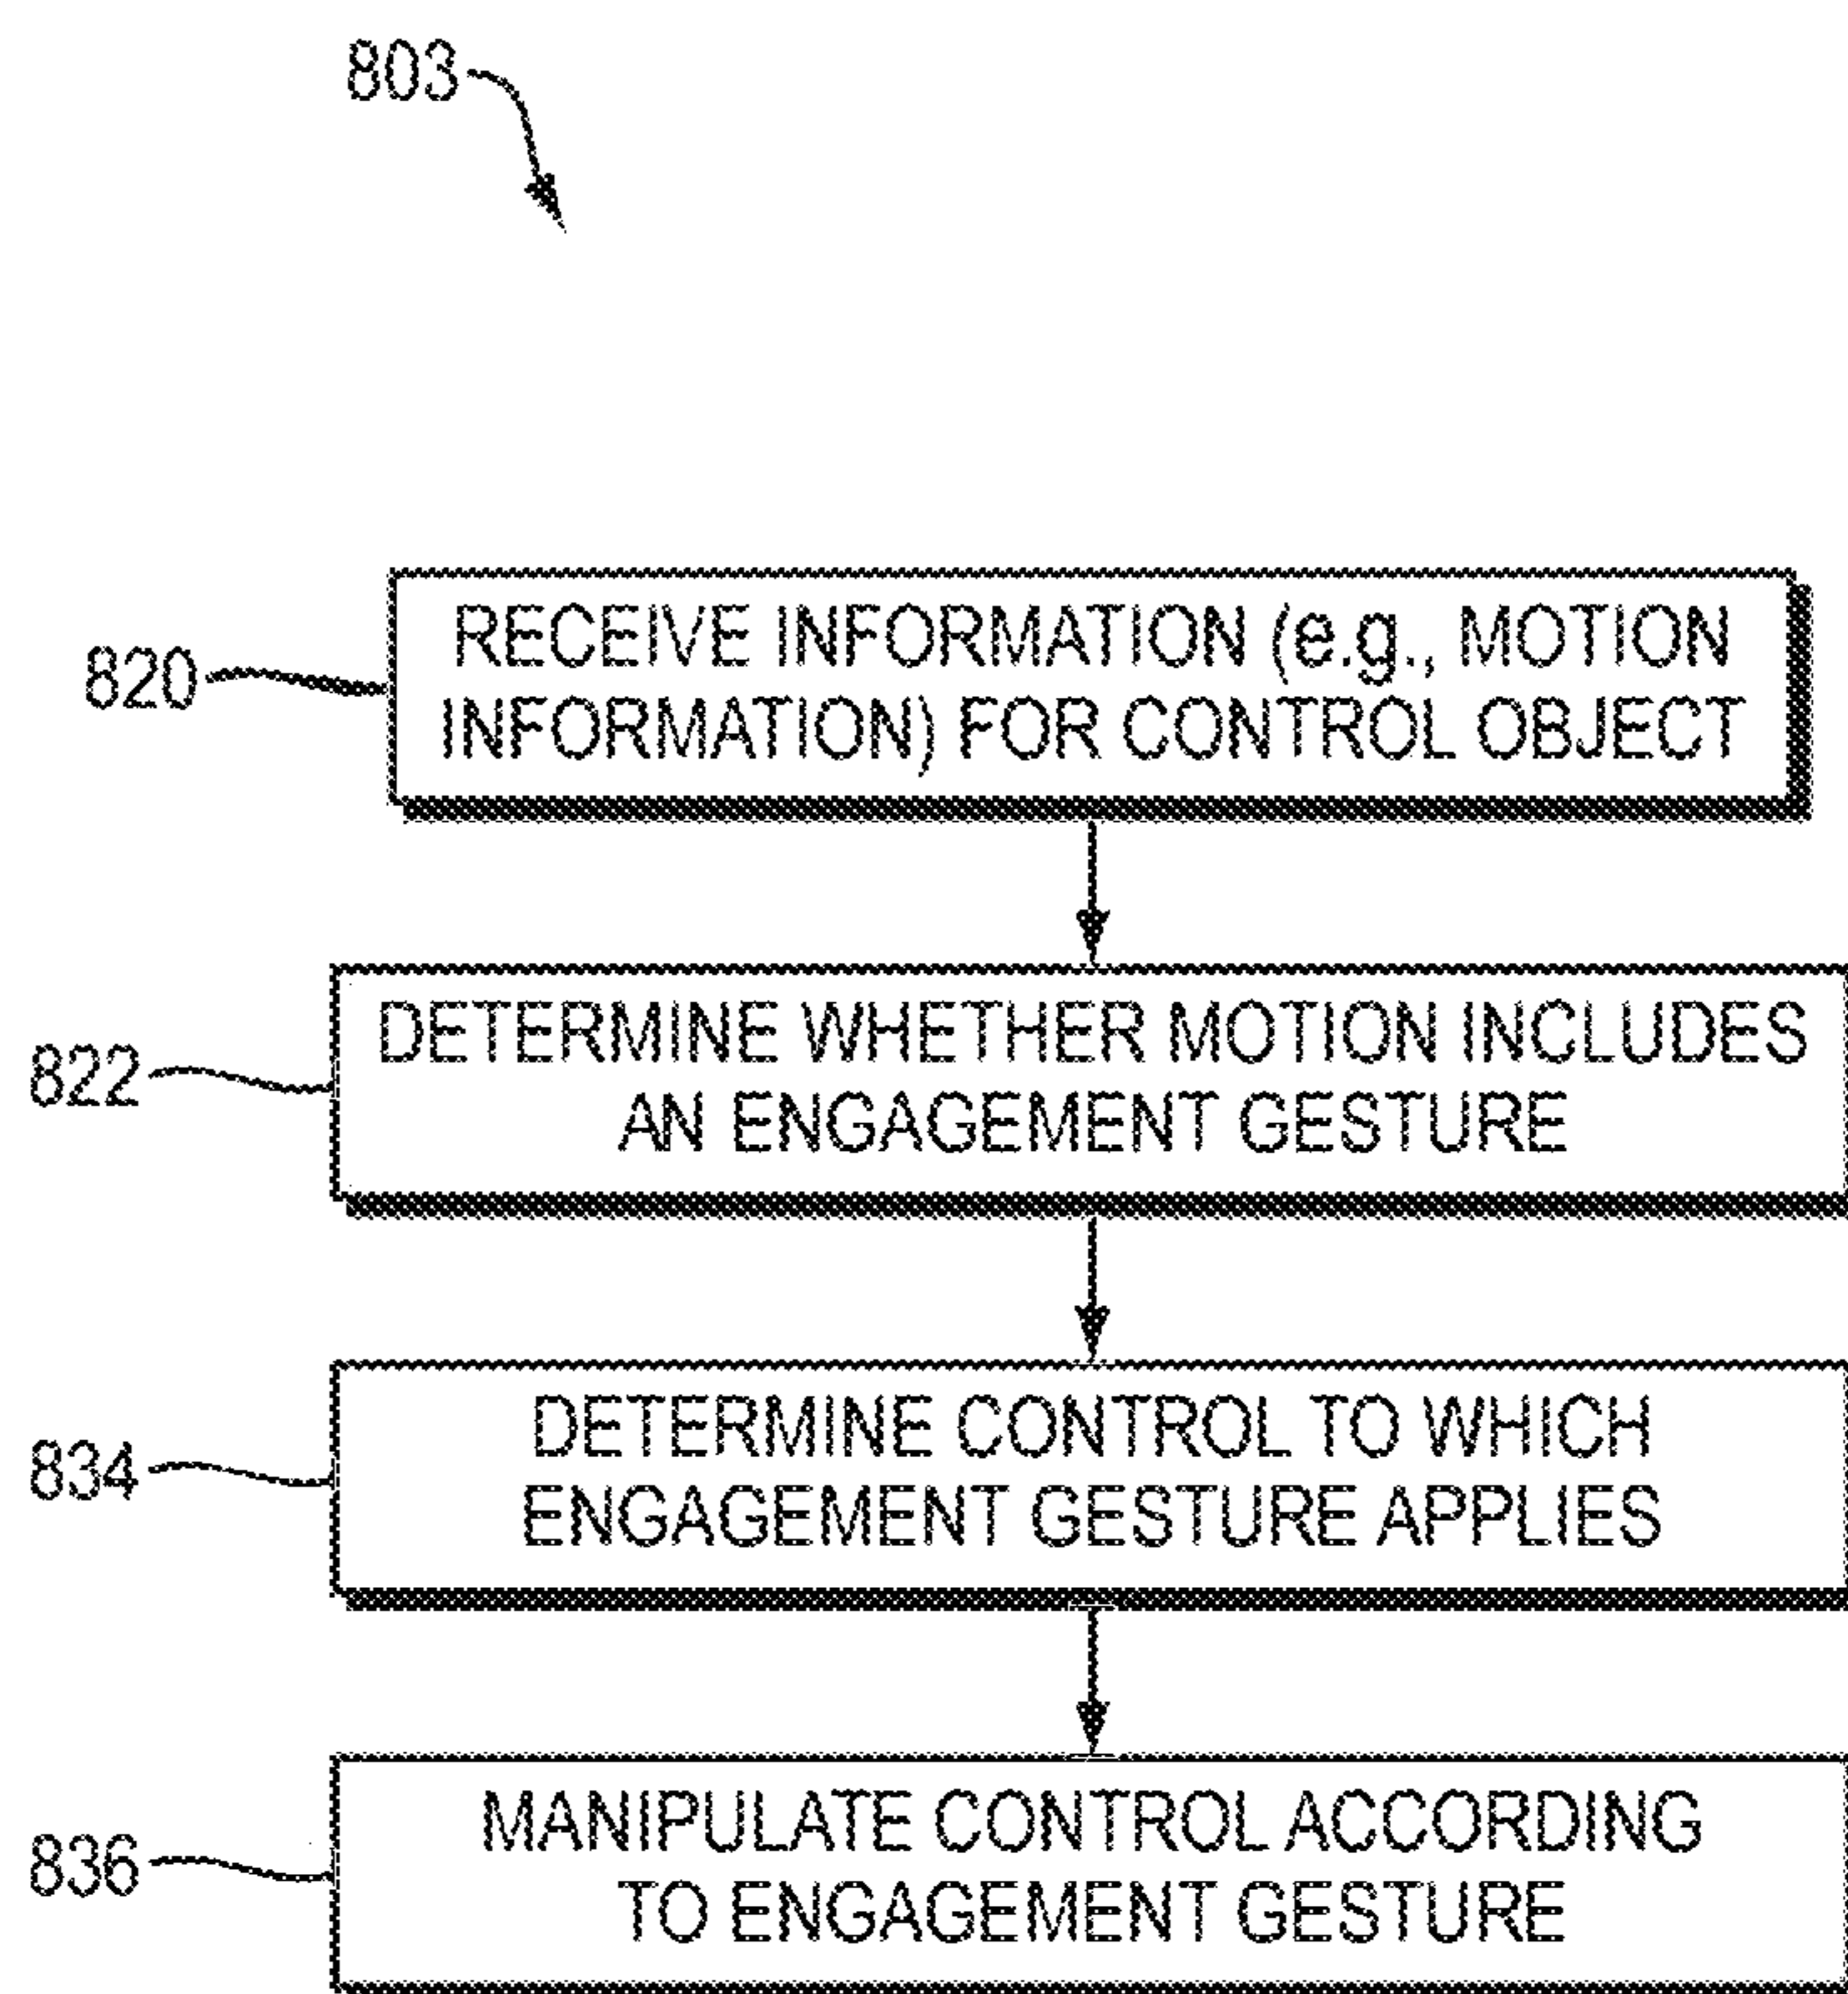 803
820
RECEIVE INFORMATION (e.g., MOTION
INFORMATION) FOR CONTROL OBJECT
822
DETERMINE WHETHER MOTION INCLUDES
AN ENGAGEMENT GESTURE
834
DETERMINE CONTROL TO WHICH
ENGAGEMENT GESTURE APPLIES
836
MANIPULATE CONTROL ACCORDING
TO ENGAGEMENT GESTURE